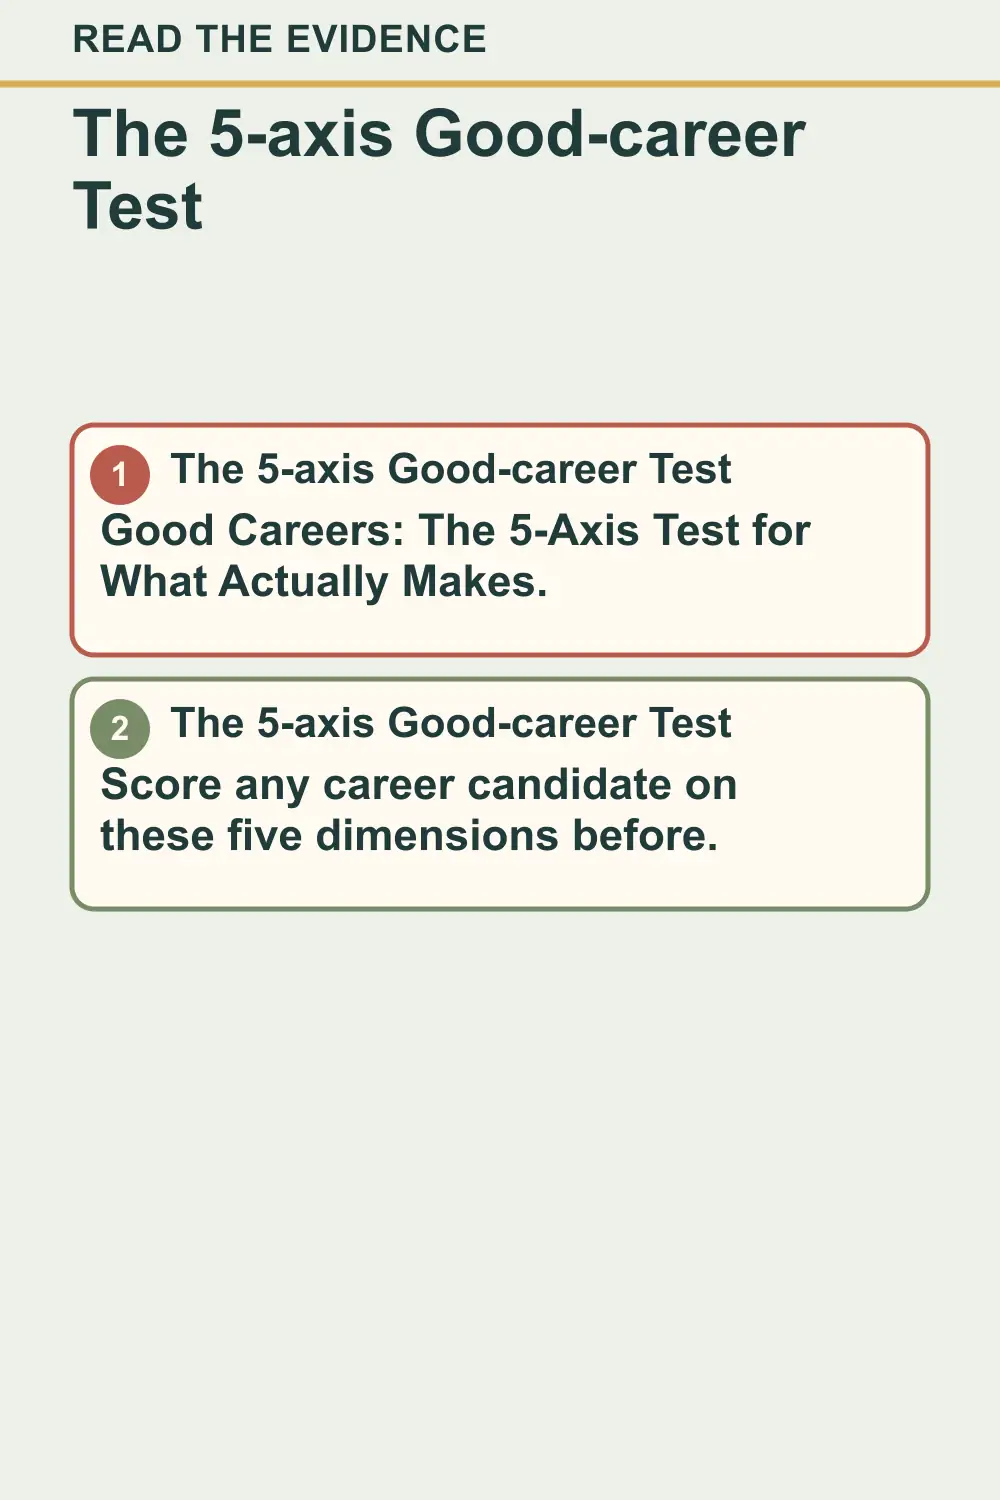 READ THE EVIDENCE
The 5-axis Good-career
Test
1
The 5-axis Good-career Test
Good Careers: The 5-Axis Test for
What Actually Makes.
2
The 5-axis Good-career Test
Score any career candidate on
these five dimensions before.